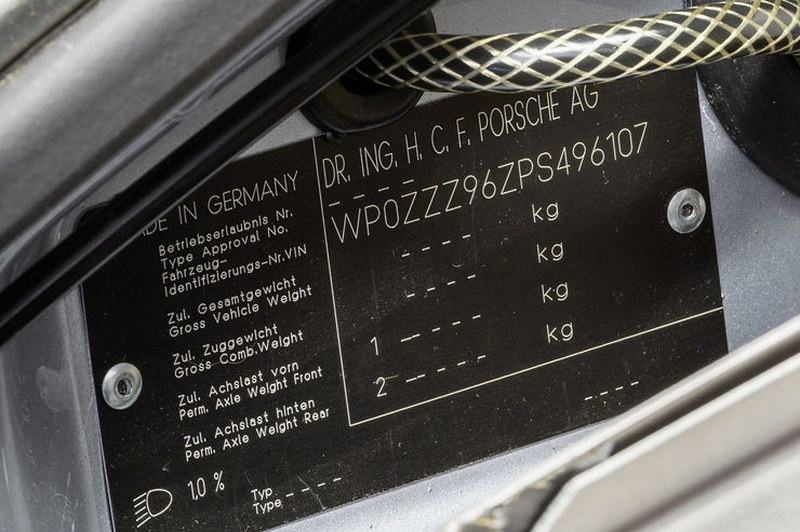 DR. ING. H. C. F. PORSCHE AG
IN GERMANY
Betriebserlaubnis Nr.
Type Approval No.
- - - - -
Fahrzeug-
Identifizierungs-Nr.VIN
WP0ZZZ96ZPS496107
Zul. Gesamtgewicht
Gross Vehicle Weight
- - - - kg
Zul. Zuggewicht
Gross Comb.Weight
- - - - kg
Zul. Achslast vorn
Perm. Axle Weight Front
1 - - - - - kg
Zul. Achslast hinten
Perm. Axle Weight Rear
2 - - - - - kg
1,0 %
Typ
Type - - - -
- - - -